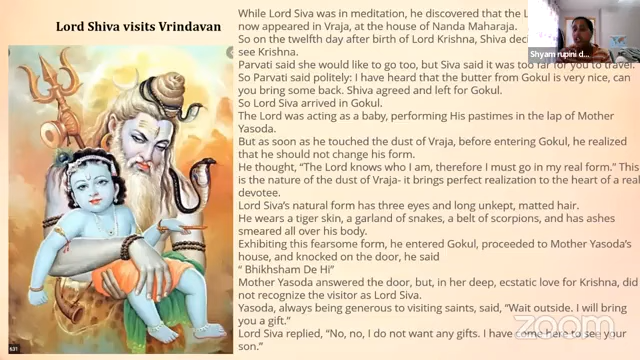 Lord Shiva visits Vrindavan
While Lord Siva was in meditation, he discovered that the L
now appeared in Vraja, at the house of Nanda Maharaja.
So on the twelfth day after birth of Lord Krishna, Shiva deci
see Krishna.
Parvati said she would like to go too, but Siva said it was too far for you to travel.
So Parvati said politely: I have heard that the butter from Gokul is very nice, can
you bring some back. Shiva agreed and left for Gokul.
So Lord Siva arrived in Gokul.
The Lord was acting as a baby, performing His pastimes in the lap of Mother
Yasoda.
But as soon as he touched the dust of Vraja, before entering Gokul, he realized
that he should not change his form.
He thought, “The Lord knows who I am, therefore I must go in my real form.” This
is the nature of the dust of Vraja- it brings perfect realization to the heart of a real
devotee.
Lord Siva’s natural form has three eyes and long unkept, matted hair.
He wears a tiger skin, a garland of snakes, a belt of scorpions, and has ashes
smeared all over his body.
Exhibiting this fearsome form, he entered Gokul, proceeded to Mother Yasoda’s
house, and knocked on the door, he said
“ Bhikhsham De Hi”
Mother Yasoda answered the door, but, in her deep, ecstatic love for Krishna, did
not recognize the visitor as Lord Siva.
Yasoda, always being generous to visiting saints, said, “Wait outside. I will bring
you a gift.”
Lord Siva replied, “No, no, I do not want any gifts. I have come here to see your
son.”
Shyam rupini d...
zoom